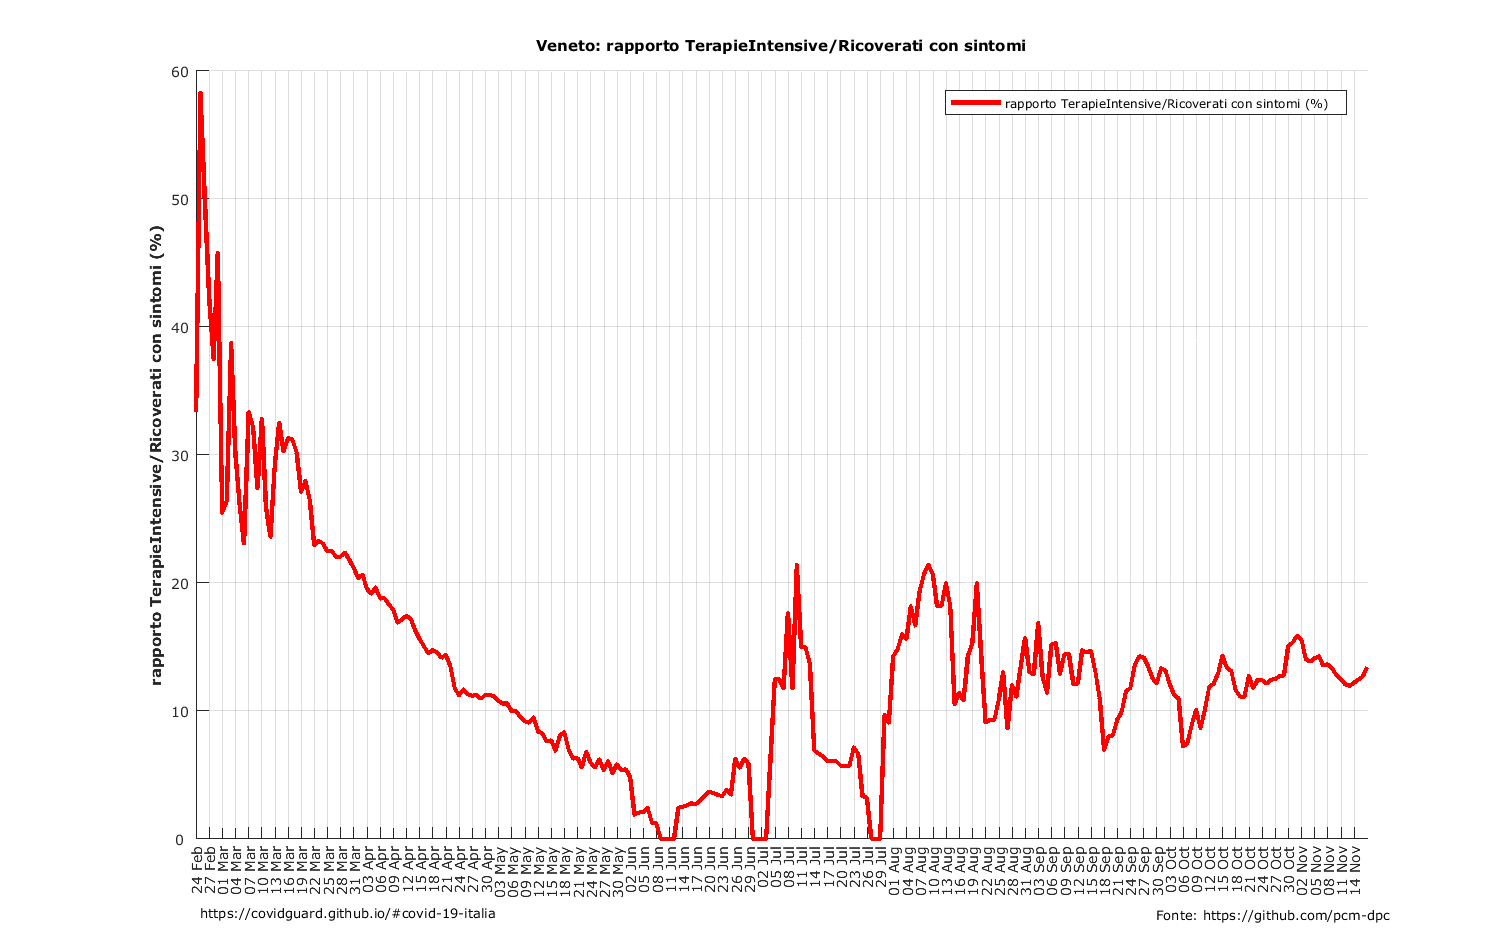 Veneto: rapporto TerapieIntensive/Ricoverati con sintomi
rapporto TerapieIntensive/Ricoverati con sintomi (%)
rapporto TerapieIntensive/Ricoverati con sintomi (%)
60
50
40
30
20
10
0
24 Feb
27 Feb
01 Mar
04 Mar
07 Mar
10 Mar
13 Mar
16 Mar
19 Mar
22 Mar
25 Mar
28 Mar
31 Mar
03 Apr
06 Apr
09 Apr
12 Apr
15 Apr
18 Apr
21 Apr
24 Apr
27 Apr
30 Apr
03 May
06 May
09 May
12 May
15 May
18 May
21 May
24 May
27 May
30 May
02 Jun
05 Jun
08 Jun
11 Jun
14 Jun
17 Jun
20 Jun
23 Jun
26 Jun
29 Jun
02 Jul
05 Jul
08 Jul
11 Jul
14 Jul
17 Jul
20 Jul
23 Jul
26 Jul
29 Jul
01 Aug
04 Aug
07 Aug
10 Aug
13 Aug
16 Aug
19 Aug
22 Aug
25 Aug
28 Aug
31 Aug
03 Sep
06 Sep
09 Sep
12 Sep
15 Sep
18 Sep
21 Sep
24 Sep
27 Sep
30 Sep
03 Oct
06 Oct
09 Oct
12 Oct
15 Oct
18 Oct
21 Oct
24 Oct
27 Oct
30 Oct
02 Nov
05 Nov
08 Nov
11 Nov
14 Nov
https://covidguard.github.io/#covid-19-italia
Fonte: https://github.com/pcm-dpc